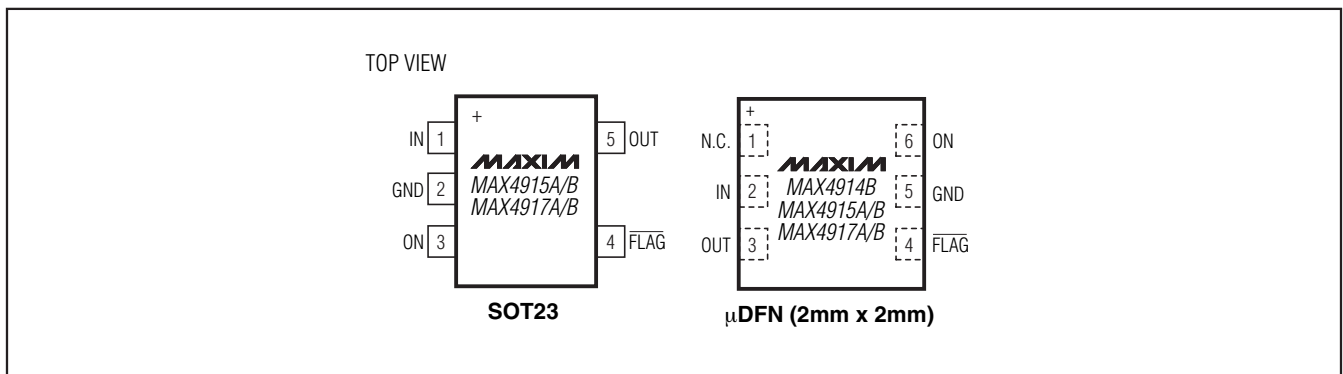 TOP VIEW
+
IN 1
5 OUT
MAXIM
GND 2
MAX4915A/B
MAX4917A/B
ON 3
4 FLAG
SOT23
+
N.C. 1
6 ON
MAXIM
IN 2
MAX4914B
5 GND
MAX4915A/B
MAX4917A/B
OUT 3
4 FLAG
μDFN (2mm x 2mm)